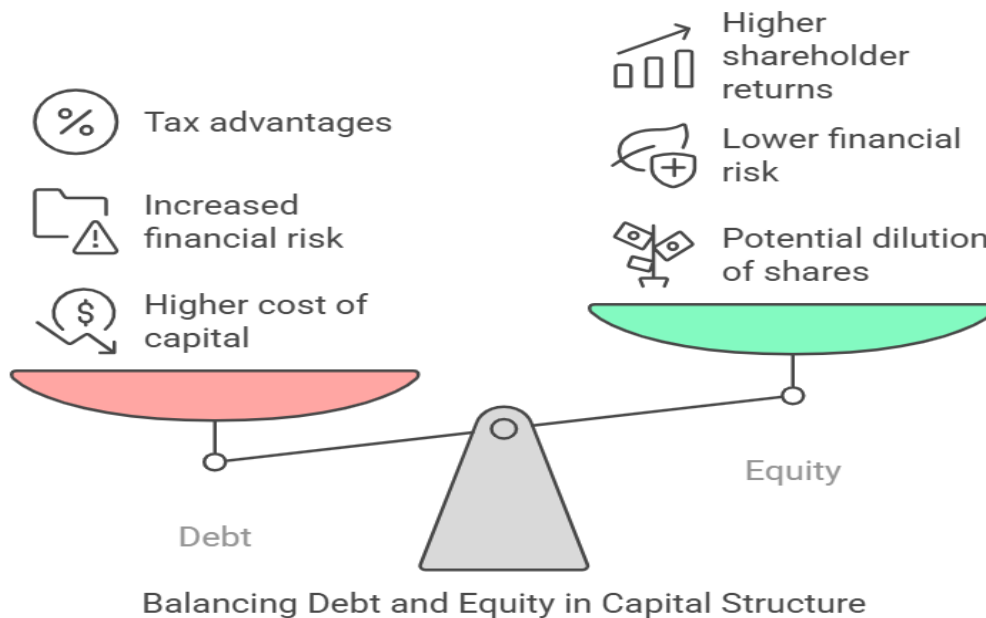 Tax advantages
Increased
financial risk
Higher cost of
capital
Debt
Higher
shareholder
returns
Lower financial
risk
Potential dilution
of shares
Equity
Balancing Debt and Equity in Capital Structure